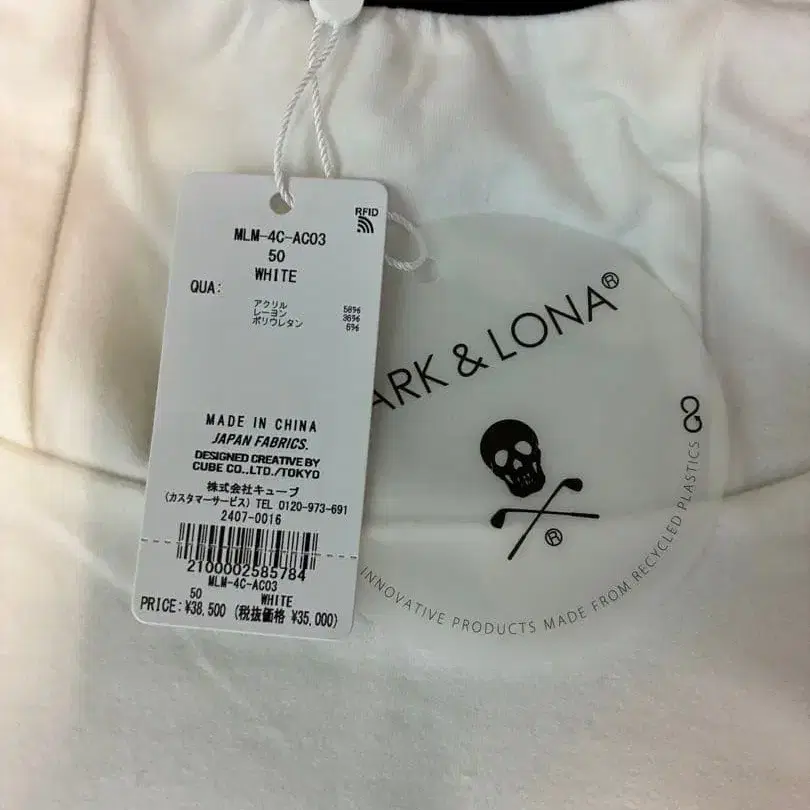 RFID
MLM-4C-AC03
50
WHITE
QUA:
アクリル 58%
レーヨン 36%
ポリウレタン 6%
MADE IN CHINA
JAPAN FABRICS.
DESIGNED CREATIVE BY
CUBE CO.,LTD./TOKYO
株式会社キューブ
(カスタマーサービス) TEL 0120-973-691
2407-0016
2100002585784
MLM-4C-AC03
50 WHITE
PRICE:¥38,500 (税抜価格 ¥35,000)
ARK & LONA®
®
INNOVATIVE PRODUCTS MADE FROM RECYCLED PLASTICS